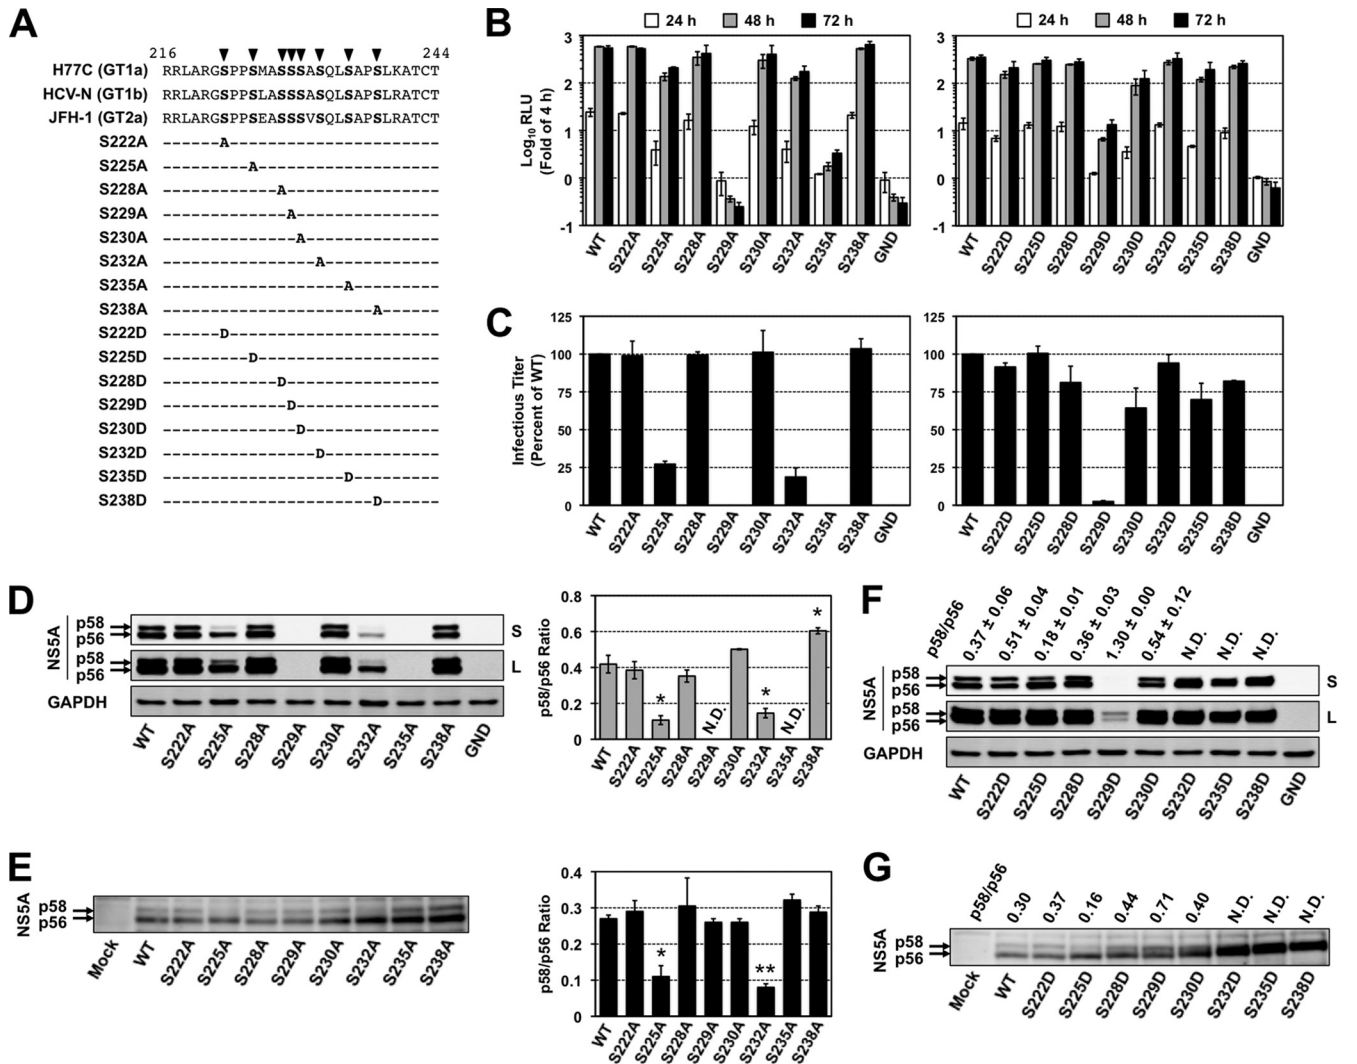 A
216 244
H77C (GT1a) RRLARGSPPSMASSSASQLSAPSLKATCT
HCV-N (GT1b) RRLARGSPPSLASSSASQLSAPSLRATCT
JFH-1 (GT2a) RRLARGSPPSEASSSVSQLSAPSLRATCT
S222A ------A----------------------
S225A ---------A-------------------
S228A ------------A----------------
S229A -------------A---------------
S230A --------------A--------------
S232A ----------------A------------
S235A -------------------A---------
S238A ----------------------A------
S222D ------D----------------------
S225D ---------D-------------------
S228D ------------D----------------
S229D -------------D---------------
S230D --------------D--------------
S232D ----------------D------------
S235D -------------------D---------
S238D ----------------------D------
B
24 h 48 h 72 h
Log10 RLU
(Fold of 4 h)
3
2
1
0
-1
WT S222A S225A S228A S229A S230A S232A S235A S238A GND
24 h 48 h 72 h
3
2
1
0
-1
WT S222D S225D S228D S229D S230D S232D S235D S238D GND
C
Infectious Titer
(Percent of WT)
125
100
75
50
25
0
WT S222A S225A S228A S229A S230A S232A S235A S238A GND
125
100
75
50
25
0
WT S222D S225D S228D S229D S230D S232D S235D S238D GND
D
NS5A
p58
p56
S
p58
p56
L
GAPDH
WT S222A S225A S228A S229A S230A S232A S235A S238A GND
p58/p56 Ratio
0.8
0.6
0.4
0.2
0
* N.D. * N.D. *
WT S222A S225A S228A S229A S230A S232A S235A S238A
E
NS5A
p58
p56
Mock WT S222A S225A S228A S229A S230A S232A S235A S238A
p58/p56 Ratio
0.4
0.3
0.2
0.1
0
* **
WT S222A S225A S228A S229A S230A S232A S235A S238A
F
p58/p56 0.37 ± 0.06 0.51 ± 0.04 0.18 ± 0.01 0.36 ± 0.03 1.30 ± 0.00 0.54 ± 0.12 N.D. N.D. N.D.
NS5A
p58
p56
S
p58
p56
L
GAPDH
WT S222D S225D S228D S229D S230D S232D S235D S238D GND
G
p58/p56 0.30 0.37 0.16 0.44 0.71 0.40 N.D. N.D. N.D.
NS5A
p58
p56
Mock WT S222D S225D S228D S229D S230D S232D S235D S238D